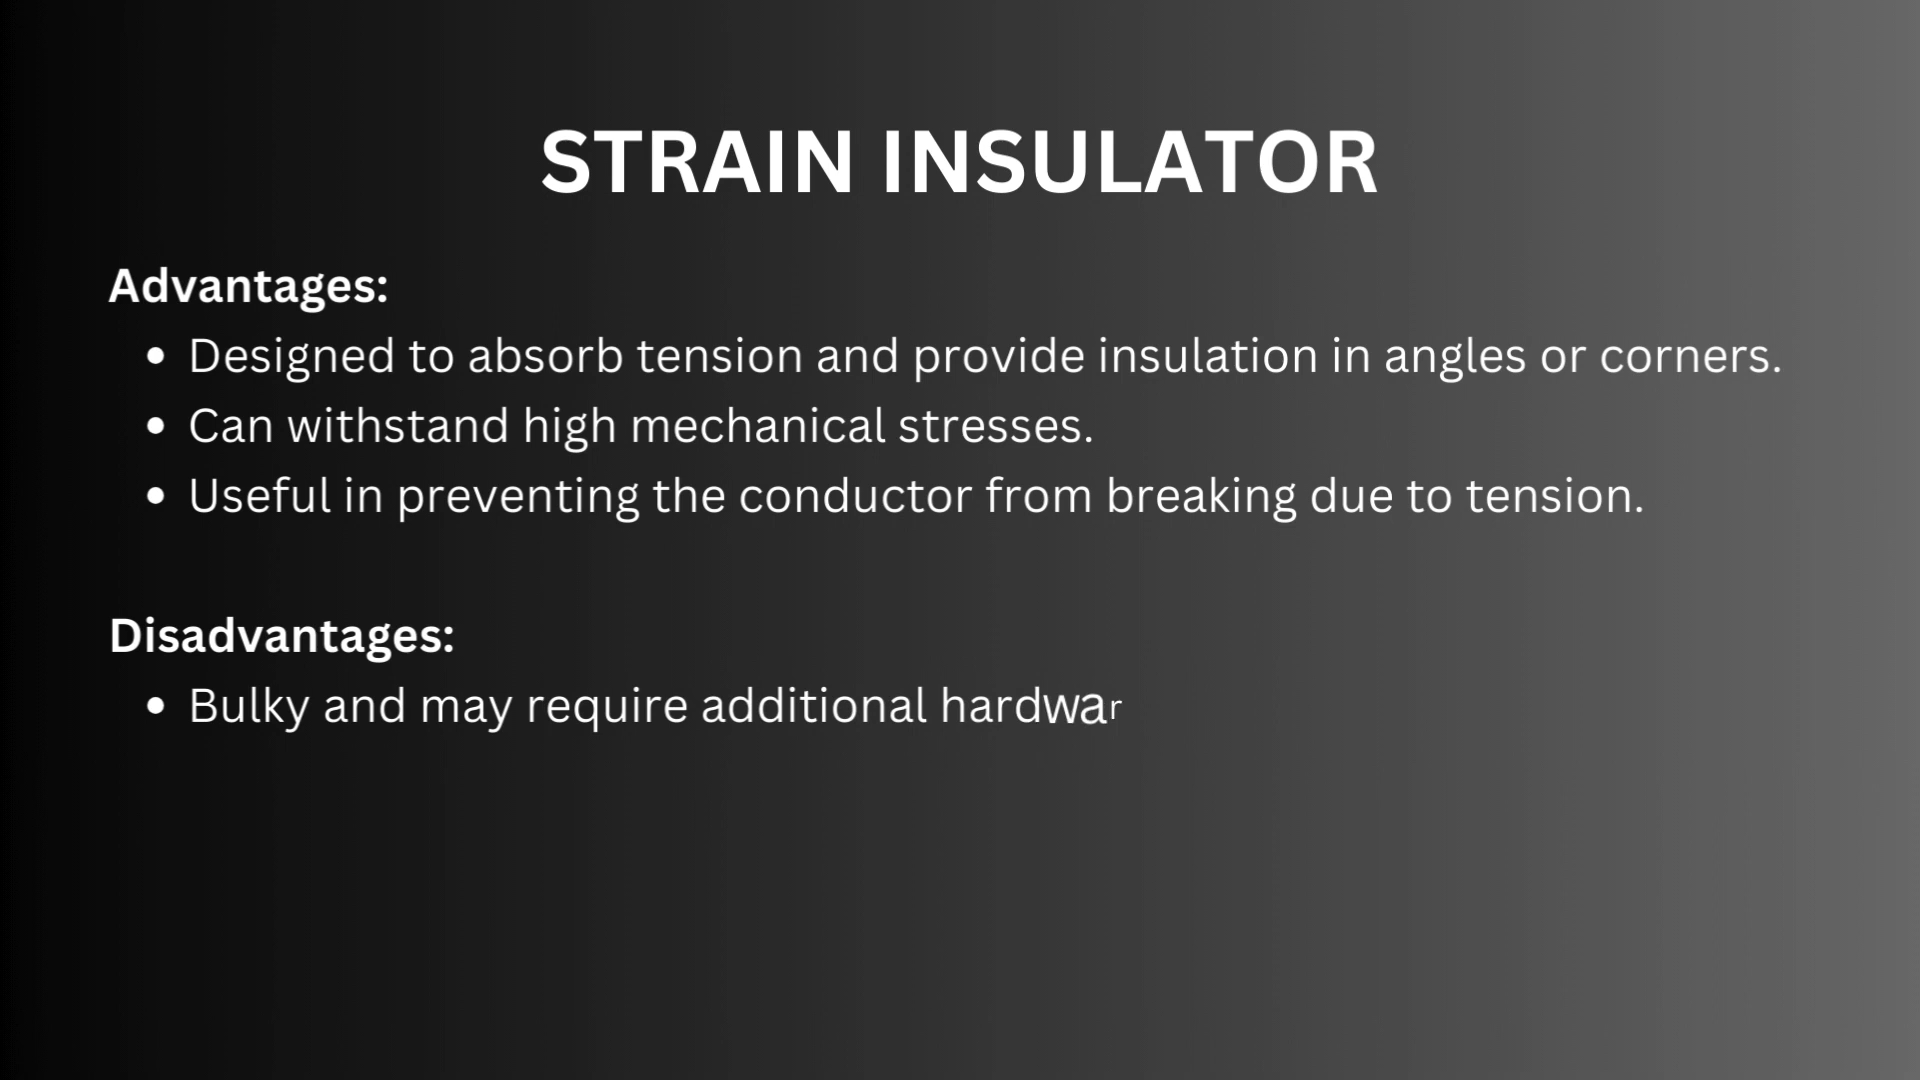 STRAIN INSULATOR
Advantages:
• Designed to absorb tension and provide insulation in angles or corners.
• Can withstand high mechanical stresses.
• Useful in preventing the conductor from breaking due to tension.
Disadvantages:
• Bulky and may require additional hardwar